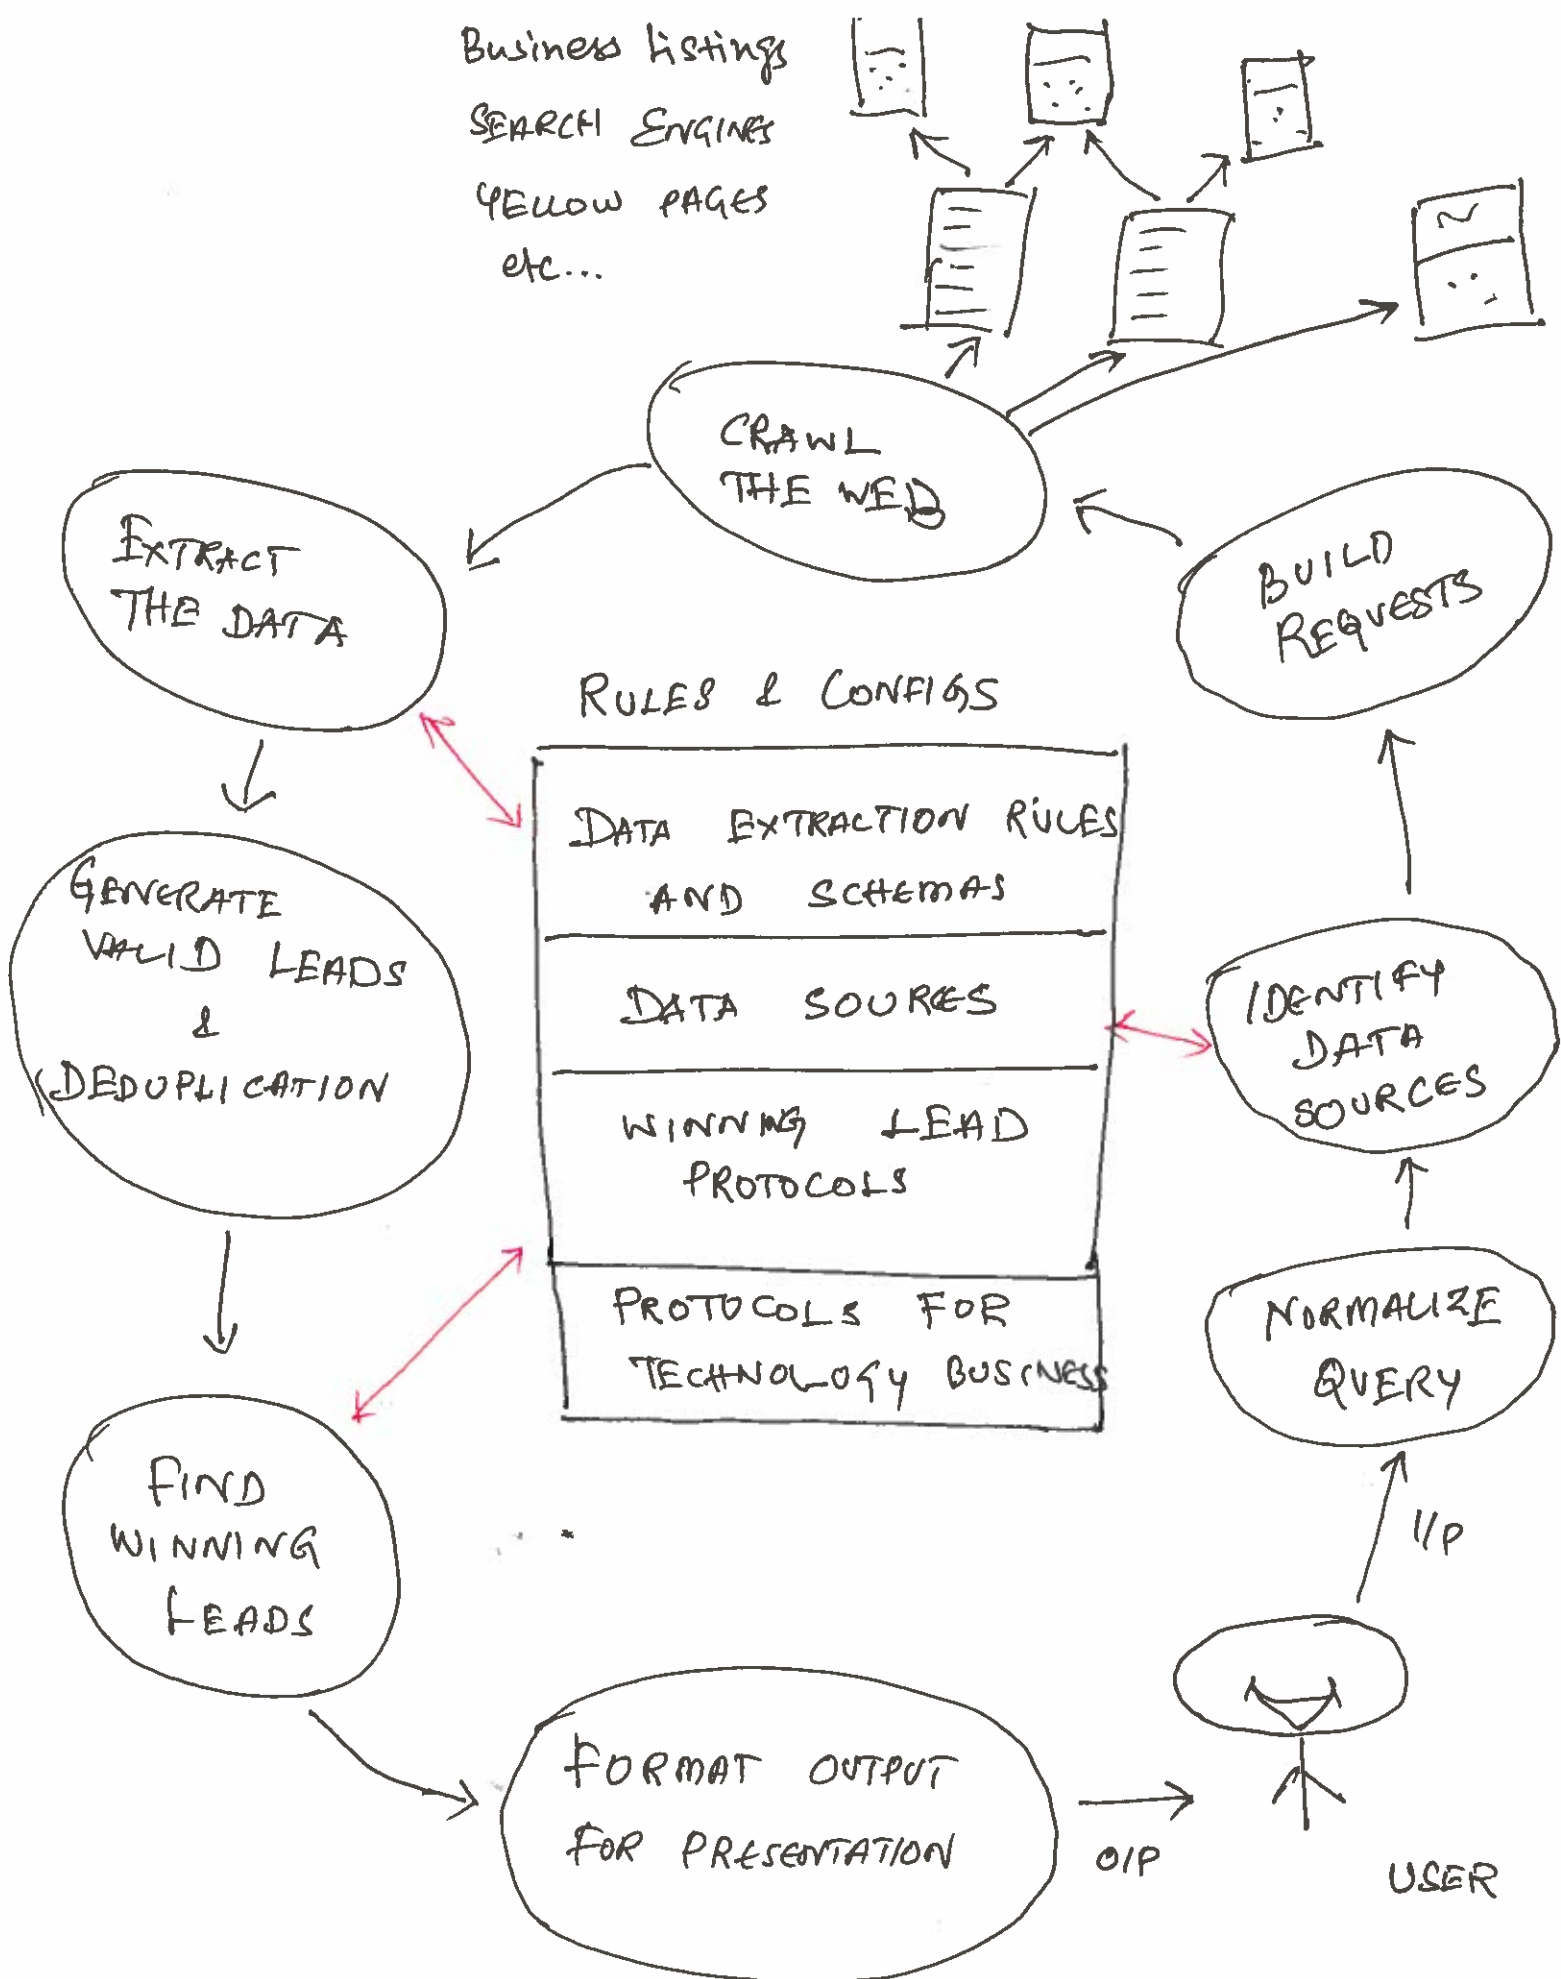 Business Listings
SEARCH ENGINES
YELLOW PAGES
etc...
CRAWL
THE WEB
EXTRACT
THE DATA
BUILD
REQUESTS
RULES & CONFIGS
DATA EXTRACTION RULES
AND SCHEMAS
DATA SOURCES
WINNING LEAD
PROTOCOLS
PROTOCOLS FOR
TECHNOLOGY BUSINESS
GENERATE
VALID LEADS
&
DEDUPLICATION
IDENTIFY
DATA
SOURCES
NORMALIZE
QUERY
FIND
WINNING
LEADS
I/P
FORMAT OUTPUT
FOR PRESENTATION
O/P
USER